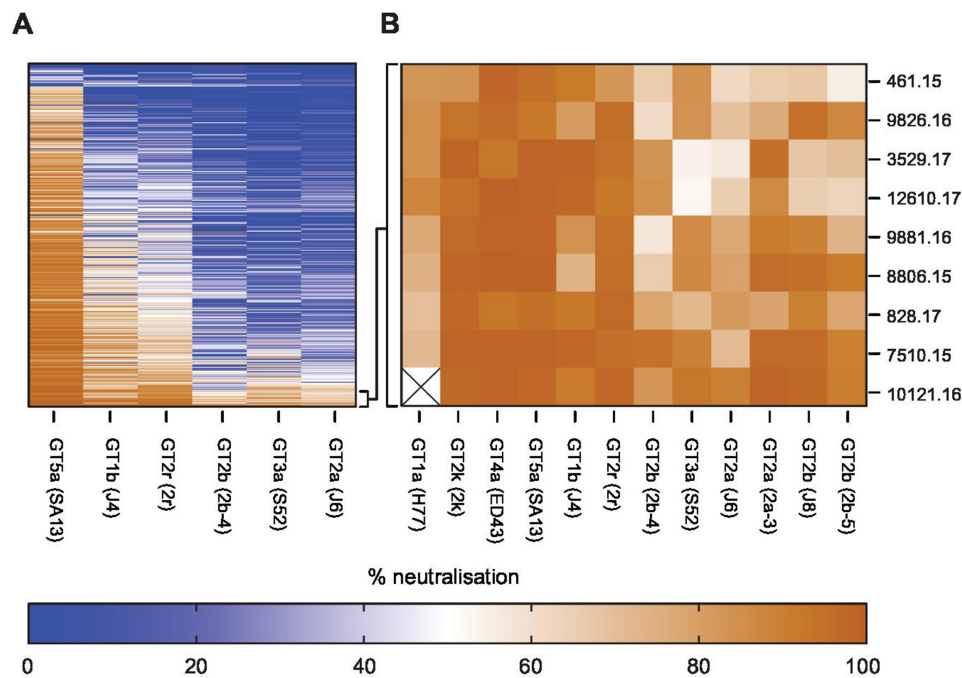 A
B
461.15
9826.16
3529.17
12610.17
9881.16
8806.15
828.17
7510.15
10121.16
GT5a (SA13)
GT1b (J4)
GT2r (2r)
GT2b (2b-4)
GT3a (S52)
GT2a (J6)
GT1a (H77)
GT2k (2k)
GT4a (ED43)
GT5a (SA13)
GT1b (J4)
GT2r (2r)
GT2b (2b-4)
GT3a (S52)
GT2a (J6)
GT2a (2a-3)
GT2b (J8)
GT2b (2b-5)
% neutralisation
0 20 40 60 80 100